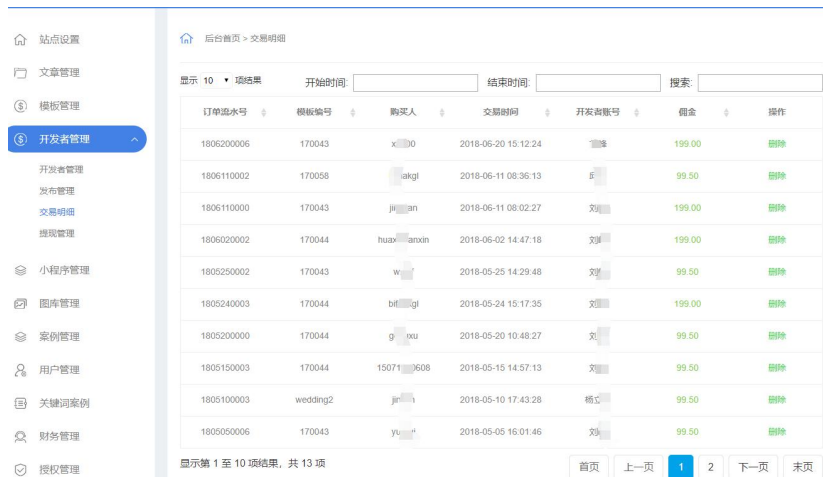 站点设置
文章管理
模板管理
开发者管理
开发者管理
发布管理
交易明细
提现管理
小程序管理
图库管理
案例管理
用户管理
关键词案例
财务管理
授权管理
后台首页 > 交易明细
显示 10 项结果 开始时间: 结束时间: 搜索:
订单流水号 模板编号 购买人 交易时间 开发者账号 佣金 操作
1806200006 170043 2018-06-20 15:12:24 199.00 删除
1806110002 170058 2018-06-11 08:36:13 99.50 删除
1806110000 170043 2018-06-11 08:02:27 刘 199.00 删除
1806020002 170044 huax anxin 2018-06-02 14:47:18 刘 199.00 删除
1805250002 170043 2018-05-25 14:29:48 刘 99.50 删除
1805240003 170044 2018-05-24 15:17:35 刘 199.00 删除
1805200000 170044 2018-05-20 10:48:27 99.50 删除
1805150003 170044 15071 0608 2018-05-15 14:57:13 刘 99.50 删除
1805100003 wedding2 2018-05-10 17:43:28 杨 99.50 删除
1805050006 170043 2018-05-05 16:01:46 刘 99.50 删除
显示第 1 至 10 项结果，共 13 项 首页 上一页 1 2 下一页 末页